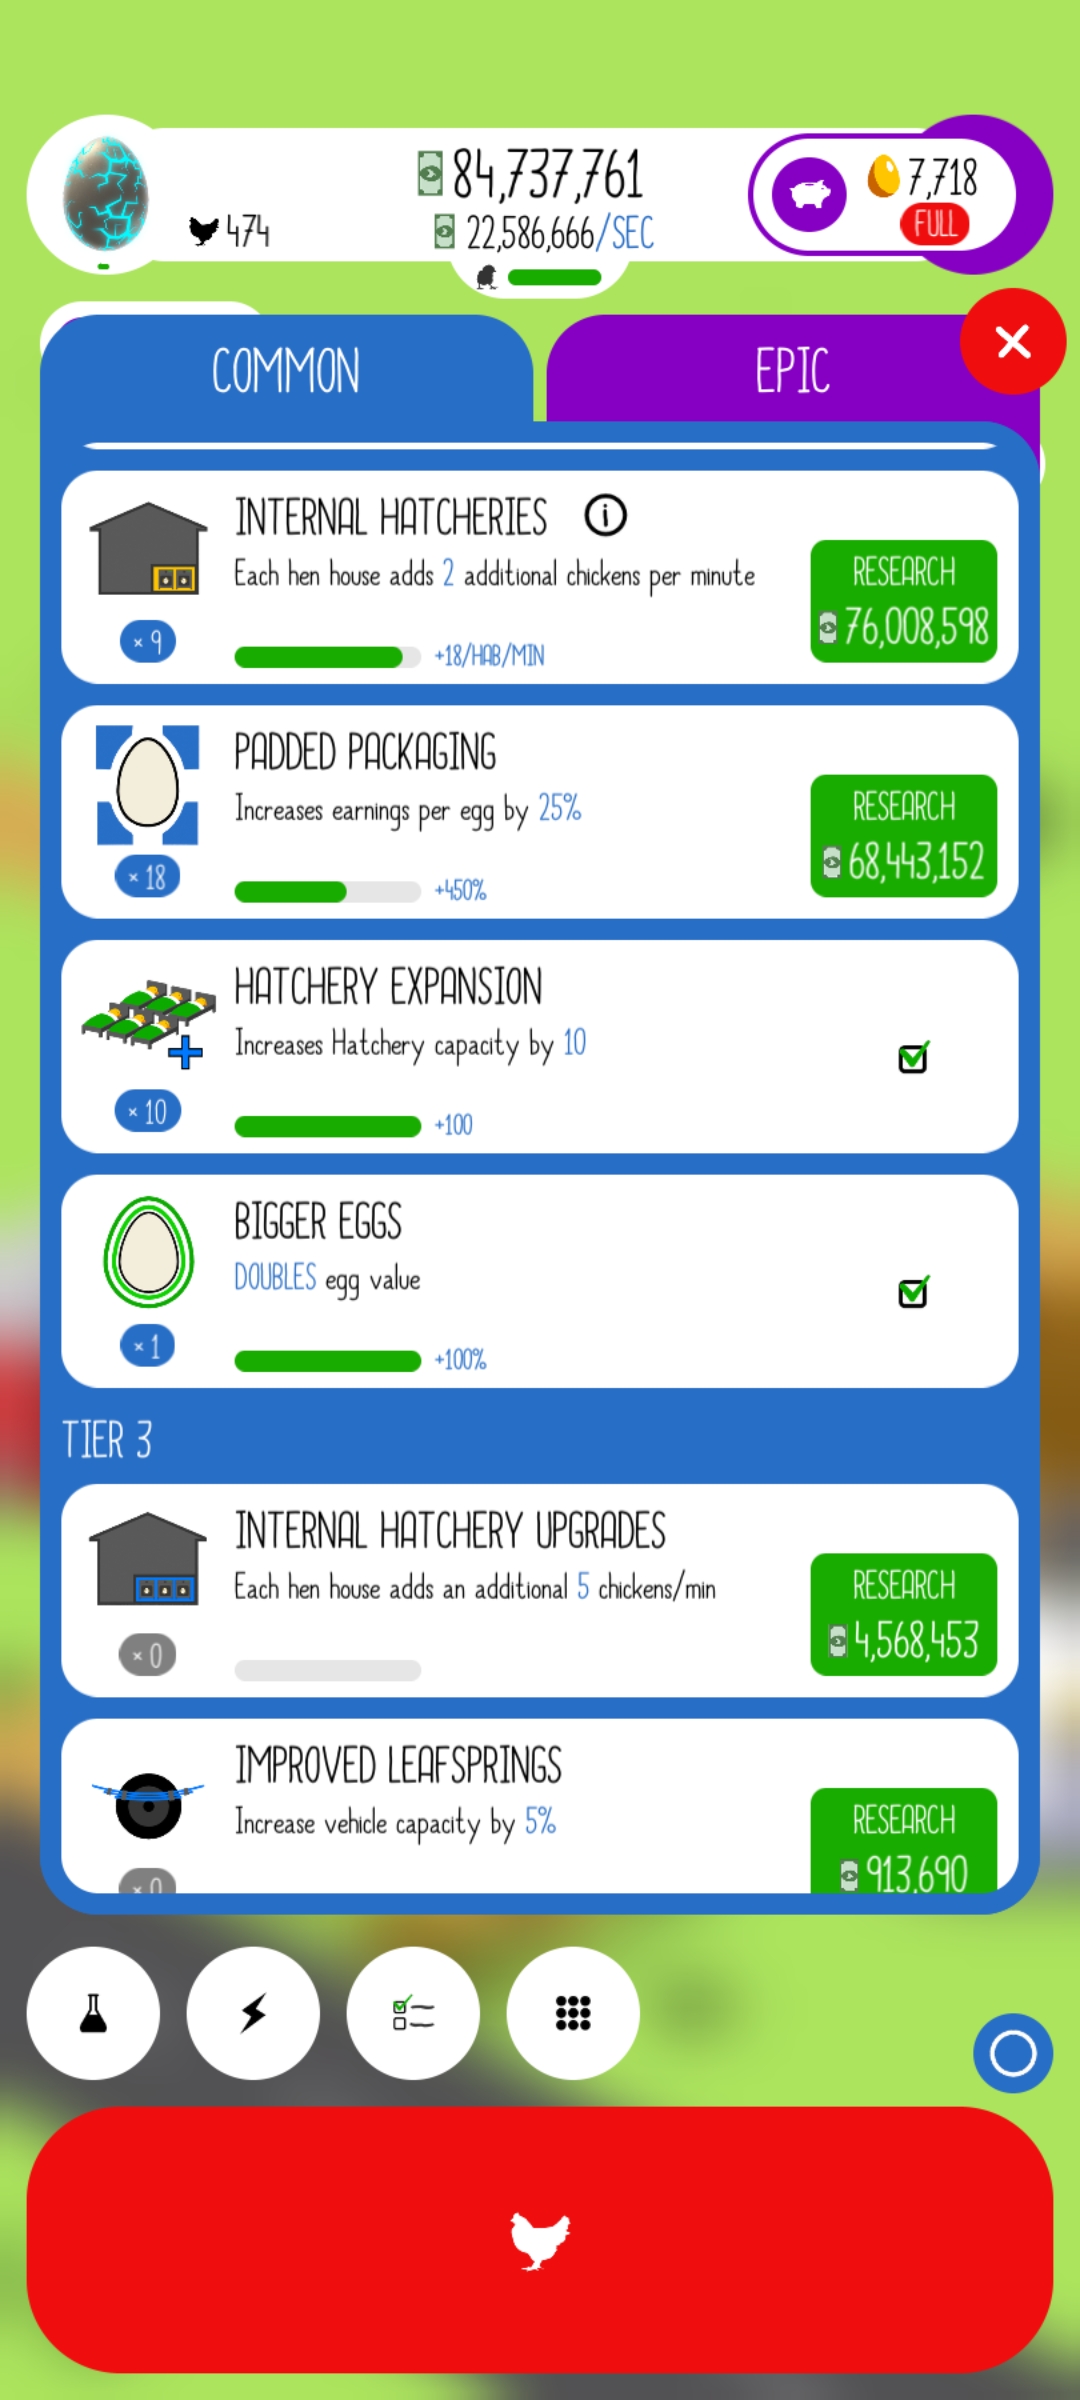 84,737,761
474
22,586,666/SEC
7,718
FULL
COMMON
EPIC
INTERNAL HATCHERIES
Each hen house adds 2 additional chickens per minute
× 9
+18/HAB/MIN
RESEARCH
76,008,598
PADDED PACKAGING
Increases earnings per egg by 25%
× 18
+450%
RESEARCH
68,443,152
HATCHERY EXPANSION
Increases Hatchery capacity by 10
× 10
+100
BIGGER EGGS
DOUBLES egg value
× 1
+100%
TIER 3
INTERNAL HATCHERY UPGRADES
Each hen house adds an additional 5 chickens/min
× 0
RESEARCH
4,568,453
IMPROVED LEAFSPRINGS
Increase vehicle capacity by 5%
× 0
RESEARCH
913,690